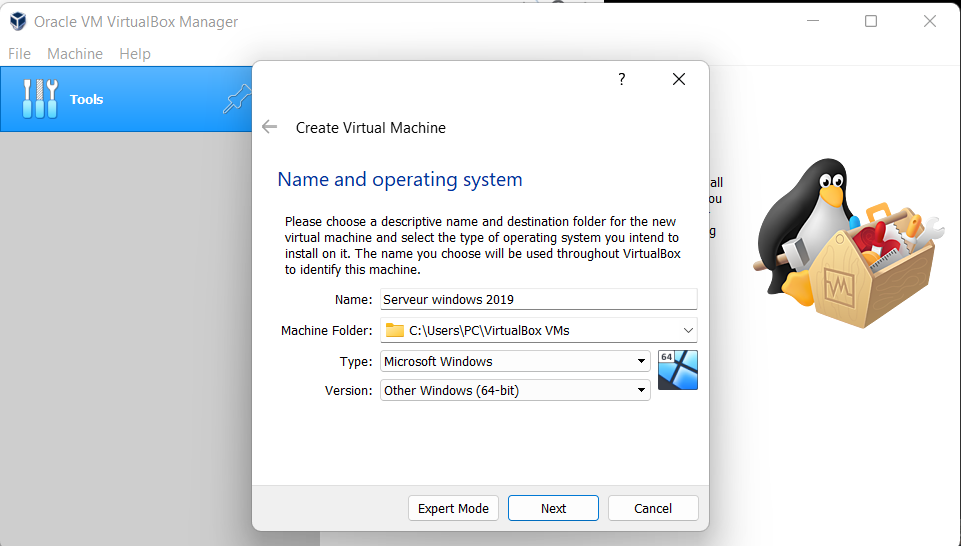 Oracle VM VirtualBox Manager
File Machine Help
Tools
?
Create Virtual Machine
Name and operating system
Please choose a descriptive name and destination folder for the new
virtual machine and select the type of operating system you intend to
install on it. The name you choose will be used throughout VirtualBox
to identify this machine.
Name: Serveur windows 2019
Machine Folder: C:\Users\PC\VirtualBox VMs
Type: Microsoft Windows
64
Version: Other Windows (64-bit)
Expert Mode Next Cancel